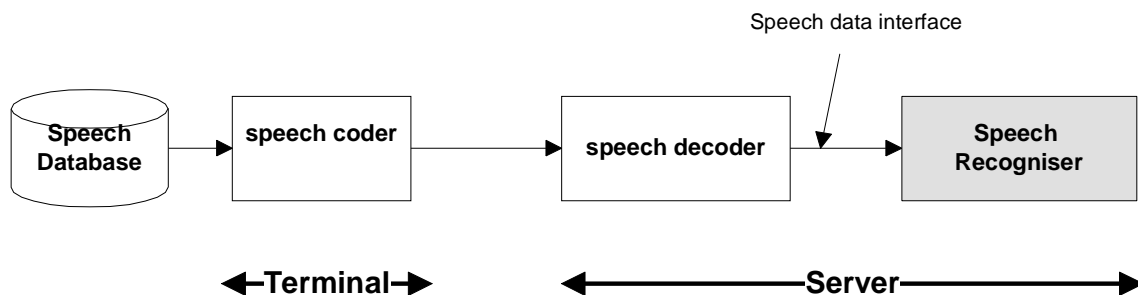 Speech data interface
Speech
Database
speech coder
speech decoder
Speech
Recogniser
Terminal
Server